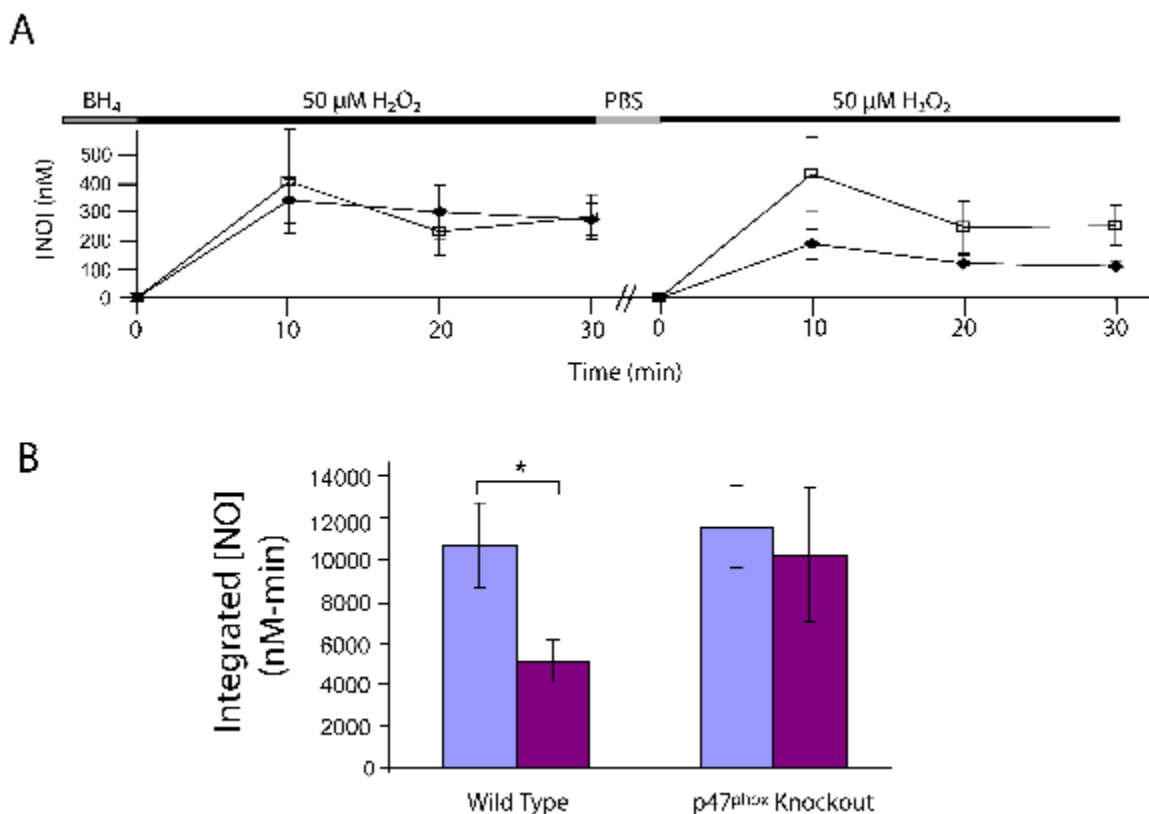 A
BH₄ 50 µM H₂O₂ PBS 50 µM H₂O₂
500
400
300
200
100
0
[NO] (nM)
0 10 20 30 0 10 20 30
Time (min)
B
*
14000
12000
10000
8000
6000
4000
2000
0
Integrated [NO]
(nM-min)
Wild Type p47ᵖʰᵒˣ Knockout